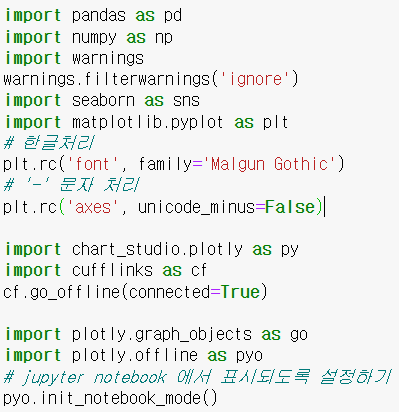 import pandas as pd
import numpy as np
import warnings
warnings.filterwarnings('ignore')
import seaborn as sns
import matplotlib.pyplot as plt
# 한글처리
plt.rc('font', family='Malgun Gothic')
# '-' 문자 처리
plt.rc('axes', unicode_minus=False)
import chart_studio.plotly as py
import cufflinks as cf
cf.go_offline(connected=True)
import plotly.graph_objects as go
import plotly.offline as pyo
# jupyter notebook 에서 표시되도록 설정하기
pyo.init_notebook_mode()